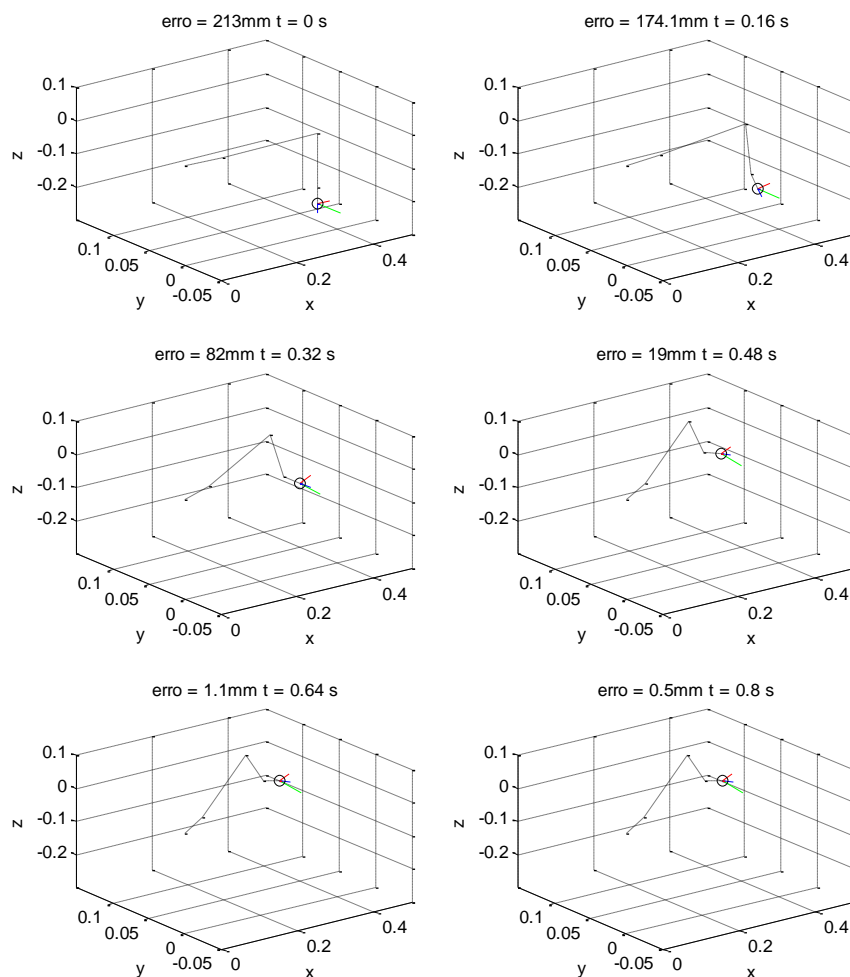 erro = 213mm t = 0 s
erro = 174.1mm t = 0.16 s
0.1
0
-0.1
-0.2
z
0.1
0.05
0
-0.05
y
0
0.2
0.4
x
0.1
0
-0.1
-0.2
z
0.1
0.05
0
-0.05
y
0
0.2
0.4
x
erro = 82mm t = 0.32 s
erro = 19mm t = 0.48 s
0.1
0
-0.1
-0.2
z
0.1
0.05
0
-0.05
y
0
0.2
0.4
x
0.1
0
-0.1
-0.2
z
0.1
0.05
0
-0.05
y
0
0.2
0.4
x
erro = 1.1mm t = 0.64 s
erro = 0.5mm t = 0.8 s
0.1
0
-0.1
-0.2
z
0.1
0.05
0
-0.05
y
0
0.2
0.4
x
0.1
0
-0.1
-0.2
z
0.1
0.05
0
-0.05
y
0
0.2
0.4
x